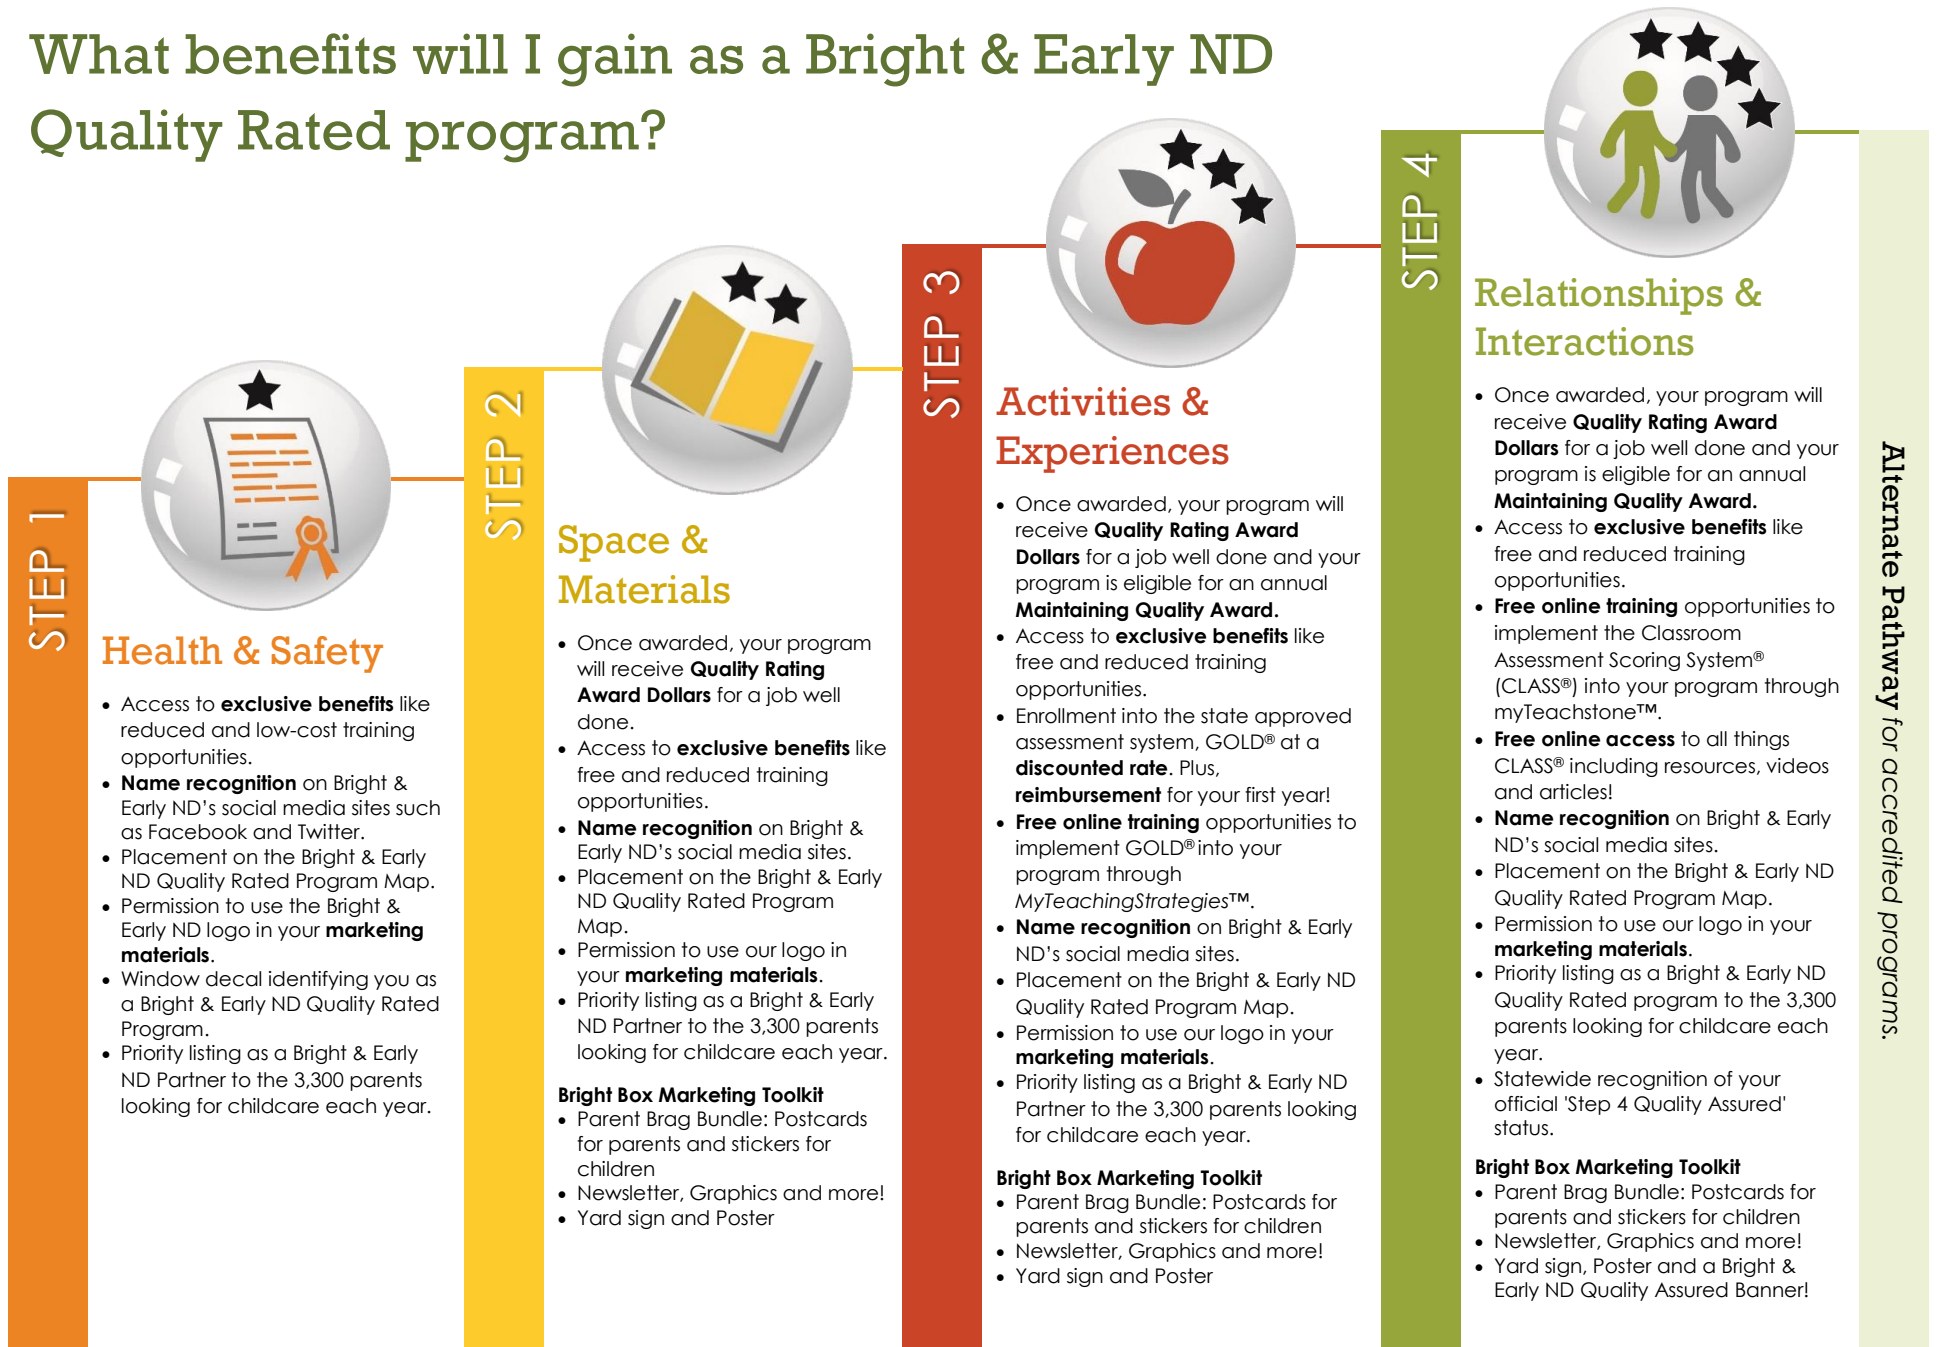 What benefits will I gain as a Bright & Early ND
Quality Rated program?
STEP 1
Health & Safety
• Access to exclusive benefits like
reduced and low-cost training
opportunities.
• Name recognition on Bright &
Early ND's social media sites such
as Facebook and Twitter.
• Placement on the Bright & Early
ND Quality Rated Program Map.
• Permission to use the Bright &
Early ND logo in your marketing
materials.
• Window decal identifying you as
a Bright & Early ND Quality Rated
Program.
• Priority listing as a Bright & Early
ND Partner to the 3,300 parents
looking for childcare each year.
STEP 2
Space &
Materials
• Once awarded, your program
will receive Quality Rating
Award Dollars for a job well
done.
• Access to exclusive benefits like
free and reduced training
opportunities.
• Name recognition on Bright &
Early ND's social media sites.
• Placement on the Bright & Early
ND Quality Rated Program
Map.
• Permission to use our logo in
your marketing materials.
• Priority listing as a Bright & Early
ND Partner to the 3,300 parents
looking for childcare each year.
Bright Box Marketing Toolkit
• Parent Brag Bundle: Postcards
for parents and stickers for
children
• Newsletter, Graphics and more!
• Yard sign and Poster
STEP 3
Activities &
Experiences
• Once awarded, your program will
receive Quality Rating Award
Dollars for a job well done and your
program is eligible for an annual
Maintaining Quality Award.
• Access to exclusive benefits like
free and reduced training
opportunities.
• Enrollment into the state approved
assessment system, GOLD® at a
discounted rate. Plus,
reimbursement for your first year!
• Free online training opportunities to
implement GOLD® into your
program through
MyTeachingStrategies™.
• Name recognition on Bright & Early
ND's social media sites.
• Placement on the Bright & Early ND
Quality Rated Program Map.
• Permission to use our logo in your
marketing materials.
• Priority listing as a Bright & Early ND
Partner to the 3,300 parents looking
for childcare each year.
Bright Box Marketing Toolkit
• Parent Brag Bundle: Postcards for
parents and stickers for children
• Newsletter, Graphics and more!
• Yard sign and Poster
STEP 4
Relationships &
Interactions
• Once awarded, your program will
receive Quality Rating Award
Dollars for a job well done and your
program is eligible for an annual
Maintaining Quality Award.
• Access to exclusive benefits like
free and reduced training
opportunities.
• Free online training opportunities to
implement the Classroom
Assessment Scoring System®
(CLASS®) into your program through
myTeachstone™.
• Free online access to all things
CLASS® including resources, videos
and articles!
• Name recognition on Bright & Early
ND's social media sites.
• Placement on the Bright & Early ND
Quality Rated Program Map.
• Permission to use our logo in your
marketing materials.
• Priority listing as a Bright & Early ND
Quality Rated program to the 3,300
parents looking for childcare each
year.
• Statewide recognition of your
official 'Step 4 Quality Assured'
status.
Bright Box Marketing Toolkit
• Parent Brag Bundle: Postcards for
parents and stickers for children
• Newsletter, Graphics and more!
• Yard sign, Poster and a Bright &
Early ND Quality Assured Banner!
Alternate Pathway for accredited programs.